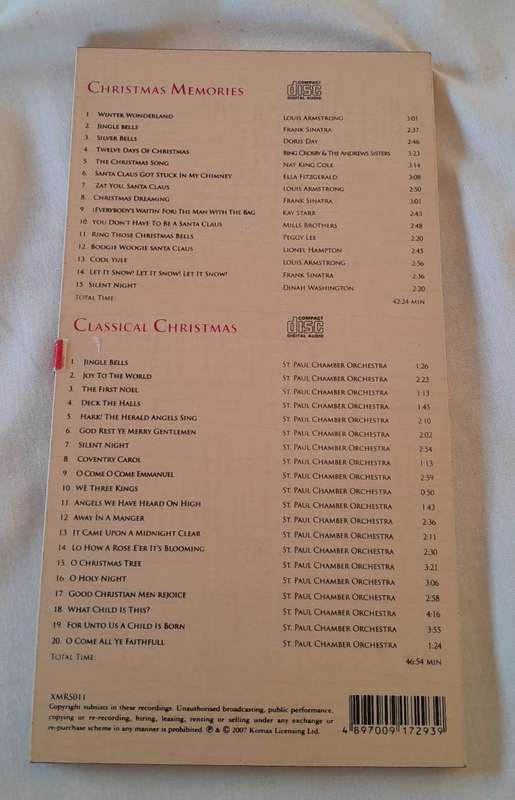 CHRISTMAS MEMORIES
COMPACT disc DIGITAL AUDIO
1. WINTER WONDERLAND LOUIS ARMSTRONG 3:01
2. JINGLE BELLS FRANK SINATRA 2:37
3. SILVER BELLS DORIS DAY 2:46
4. TWELVE DAYS OF CHRISTMAS BING CROSBY & THE ANDREWS SISTERS 3:23
5. THE CHRISTMAS SONG NAT KING COLE 3:14
6. SANTA CLAUS GOT STUCK IN MY CHIMNEY ELLA FITZGERALD 3:08
7. 'ZAT YOU, SANTA CLAUS LOUIS ARMSTRONG 2:50
8. CHRISTMAS DREAMING FRANK SINATRA 3:01
9. (EVERYBODY'S WAITIN' FOR) THE MAN WITH THE BAG KAY STARR 2:43
10. YOU DON'T HAVE TO BE A SANTA CLAUS MILLS BROTHERS 2:48
11. RING THOSE CHRISTMAS BELLS PEGGY LEE 2:20
12. BOOGIE WOOGIE SANTA CLAUS LIONEL HAMPTON 2:45
13. COOL YULE LOUIS ARMSTRONG 2:56
14. LET IT SNOW! LET IT SNOW! LET IT SNOW! FRANK SINATRA 2:36
15. SILENT NIGHT DINAH WASHINGTON 2:20
TOTAL TIME: 42:24 MIN
CLASSICAL CHRISTMAS
COMPACT disc DIGITAL AUDIO
1. JINGLE BELLS ST. PAUL CHAMBER ORCHESTRA 1:26
2. JOY TO THE WORLD ST. PAUL CHAMBER ORCHESTRA 2:23
3. THE FIRST NOEL ST. PAUL CHAMBER ORCHESTRA 1:13
4. DECK THE HALLS ST. PAUL CHAMBER ORCHESTRA 1:45
5. HARK! THE HERALD ANGELS SING ST. PAUL CHAMBER ORCHESTRA 2:10
6. GOD REST YE MERRY GENTLEMEN ST. PAUL CHAMBER ORCHESTRA 2:02
7. SILENT NIGHT ST. PAUL CHAMBER ORCHESTRA 2:54
8. COVENTRY CAROL ST. PAUL CHAMBER ORCHESTRA 1:13
9. O COME O COME EMMANUEL ST. PAUL CHAMBER ORCHESTRA 2:59
10. WE THREE KINGS ST. PAUL CHAMBER ORCHESTRA 0:50
11. ANGELS WE HAVE HEARD ON HIGH ST. PAUL CHAMBER ORCHESTRA 1:43
12. AWAY IN A MANGER ST. PAUL CHAMBER ORCHESTRA 2:36
13. IT CAME UPON A MIDNIGHT CLEAR ST. PAUL CHAMBER ORCHESTRA 2:11
14. LO HOW A ROSE E'ER IT'S BLOOMING ST. PAUL CHAMBER ORCHESTRA 2:30
15. O CHRISTMAS TREE ST. PAUL CHAMBER ORCHESTRA 3:21
16. O HOLY NIGHT ST. PAUL CHAMBER ORCHESTRA 3:06
17. GOOD CHRISTIAN MEN REJOICE ST. PAUL CHAMBER ORCHESTRA 2:58
18. WHAT CHILD IS THIS? ST. PAUL CHAMBER ORCHESTRA 4:16
19. FOR UNTO US A CHILD IS BORN ST. PAUL CHAMBER ORCHESTRA 3:55
20. O COME ALL YE FAITHFULL ST. PAUL CHAMBER ORCHESTRA 1:24
TOTAL TIME: 46:54 MIN
XMRS011
Copyright subsists in these recordings. Unauthorised broadcasting, public performance,
copying or re-recording, hiring, leasing, renting or selling under any exchange or
re-purchase scheme in any manner is prohibited. ℗ & © 2007 Kornax Licensing Ltd.
4 897009 172939